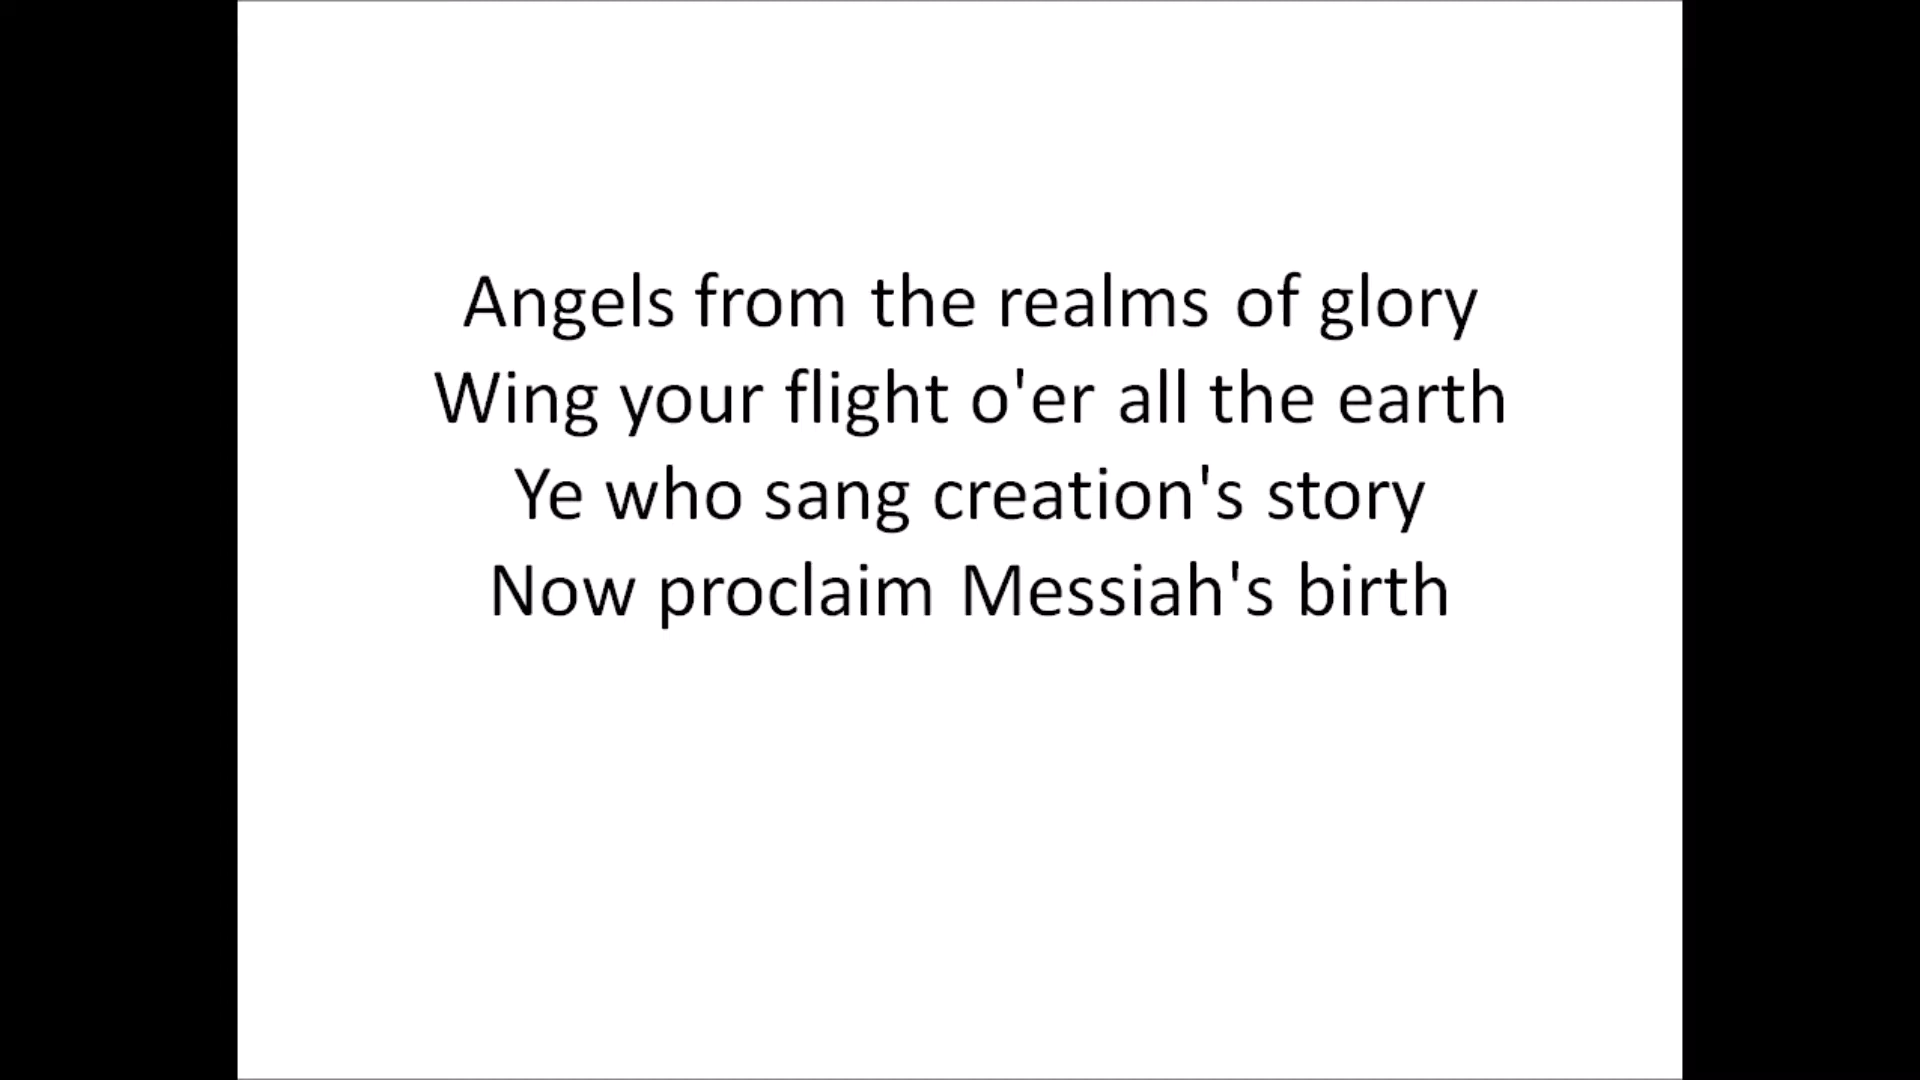 Angels from the realms of glory
Wing your flight o'er all the earth
Ye who sang creation's story
Now proclaim Messiah's birth